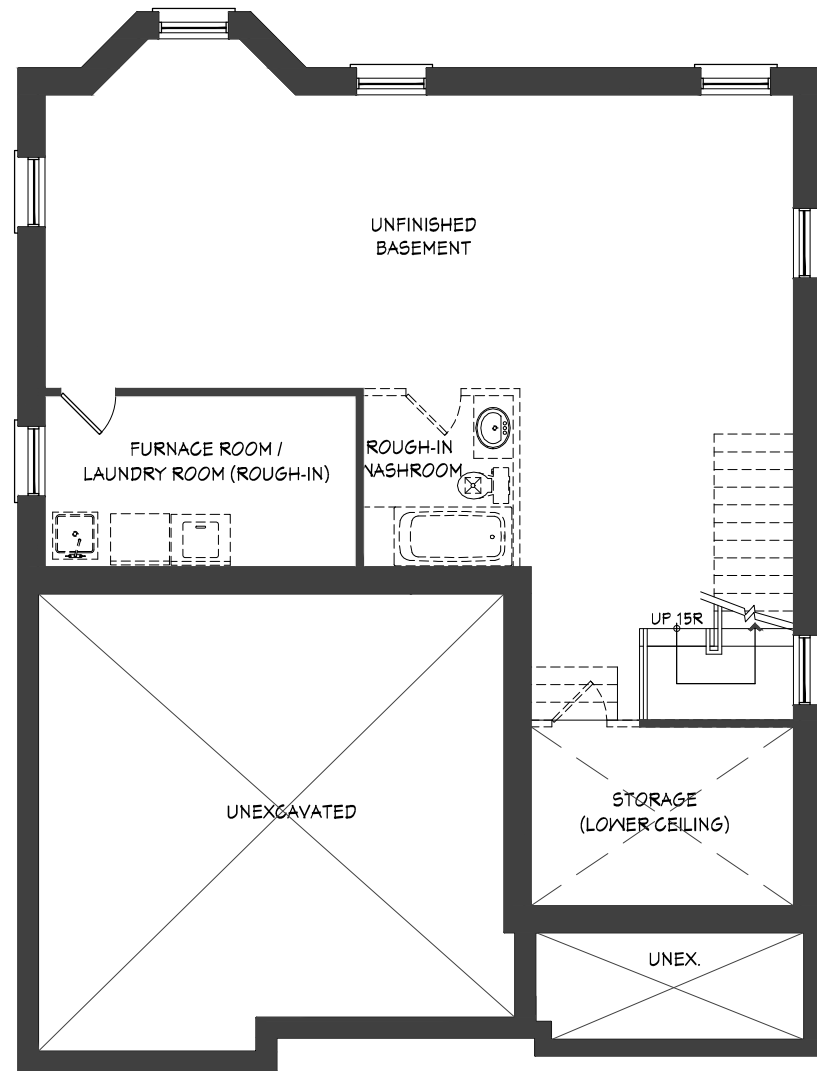 UNFINISHED
BASEMENT
FURNACE ROOM /
LAUNDRY ROOM (ROUGH-IN)
ROUGH-IN
WASHROOM
UP 15R
UNEXCAVATED
STORAGE
(LOWER CEILING)
UNEX.